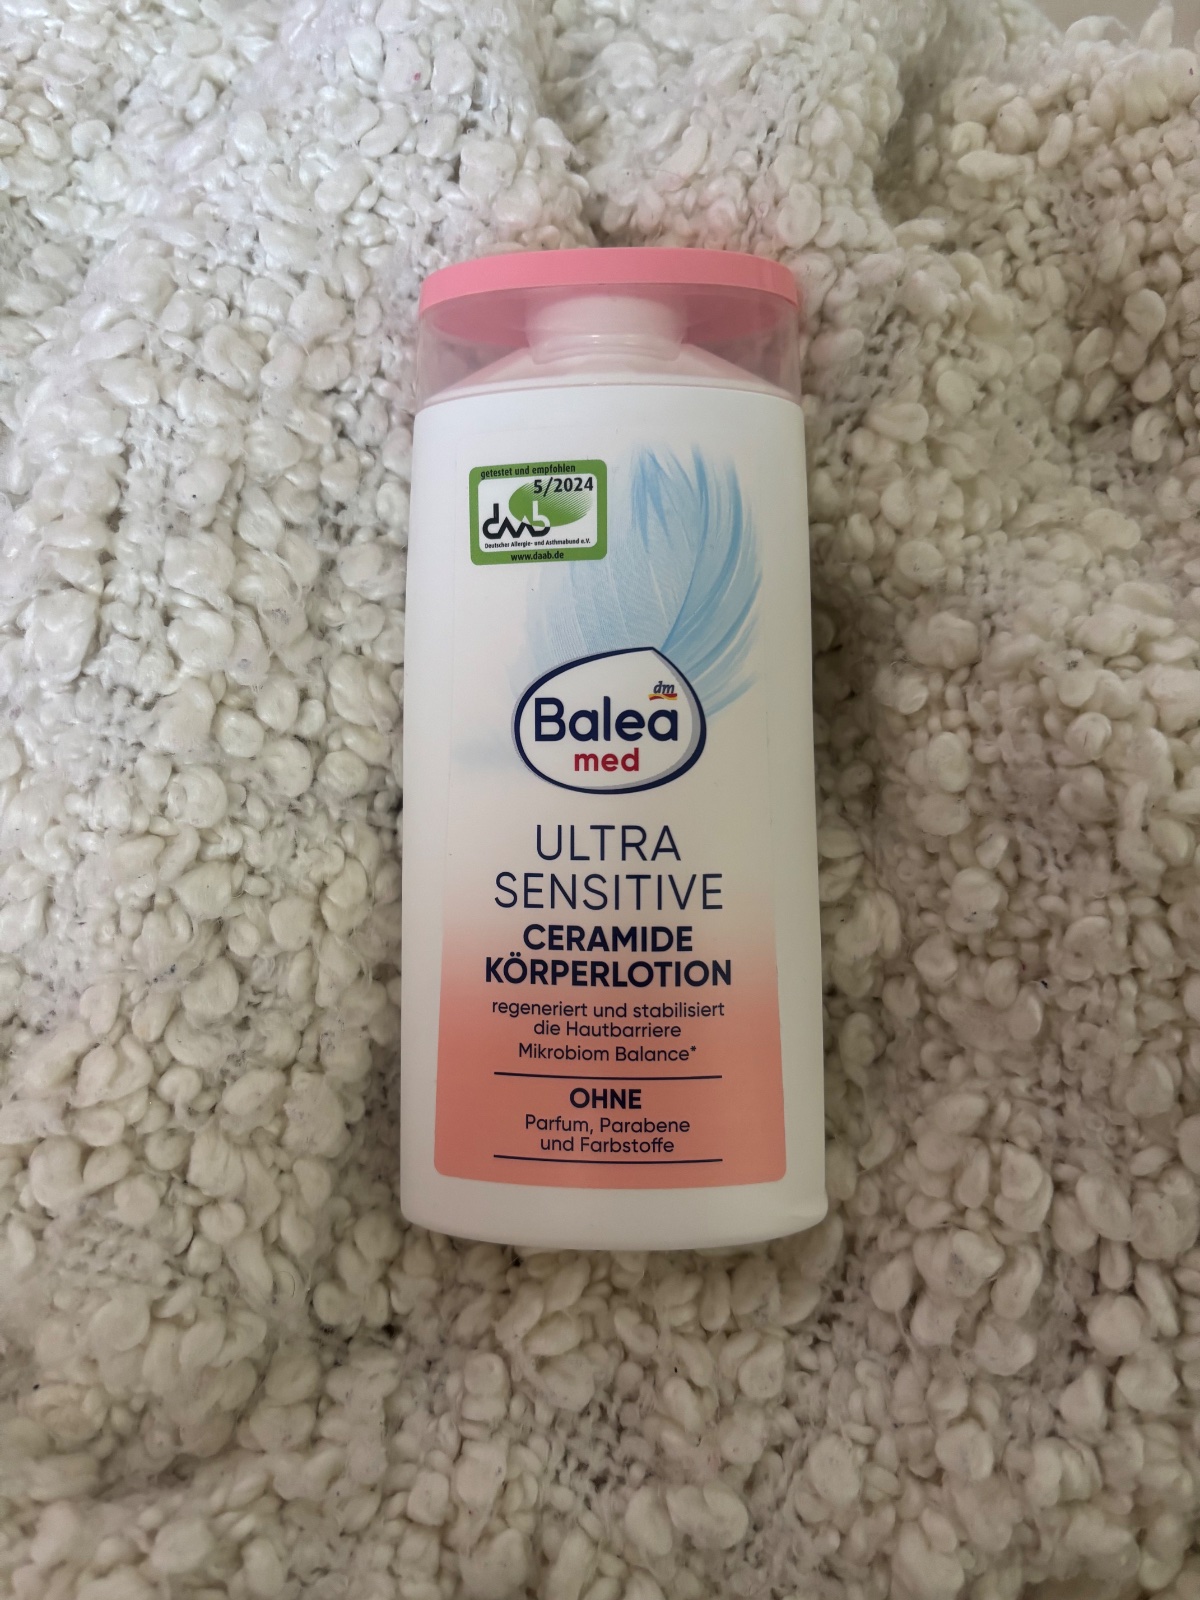 getestet und empfohlen
5/2024
daab
Deutscher Allergie- und Asthmabund e.V.
www.daab.de
dm
Balea
med
ULTRA
SENSITIVE
CERAMIDE
KÖRPERLOTION
regeneriert und stabilisiert
die Hautbarriere
Mikrobiom Balance*
OHNE
Parfum, Parabene
und Farbstoffe